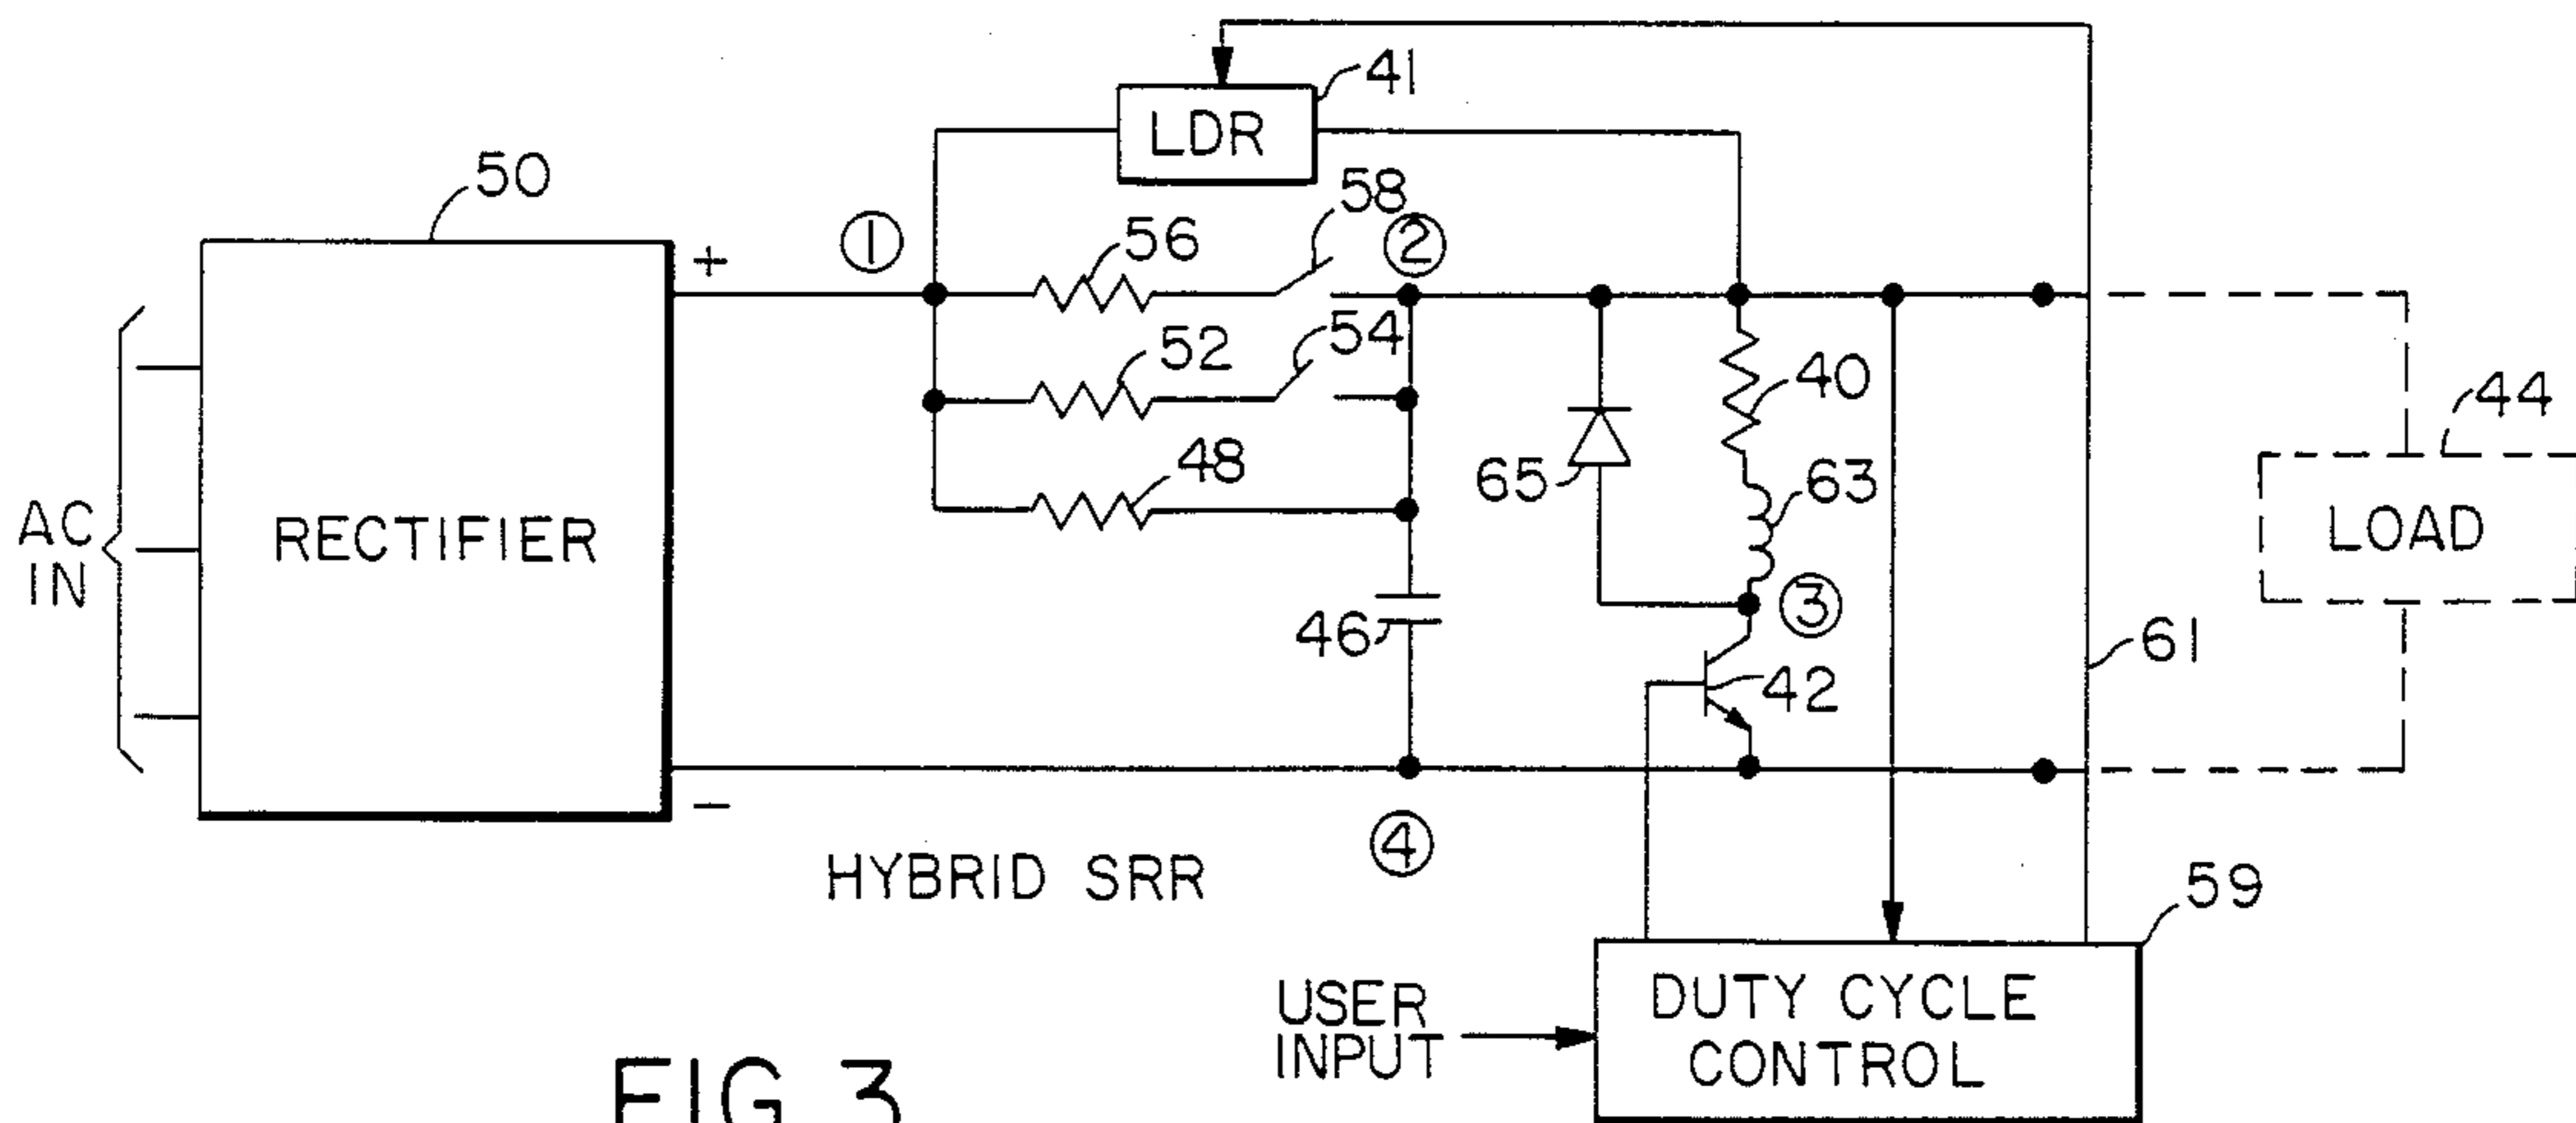 41
LDR
50
58
①
56
②
+
52
54
40
44
48
65
63
AC
IN
RECTIFIER
LOAD
③
46
61
42
−
④
HYBRID SRR
59
USER
INPUT
DUTY CYCLE
CONTROL
FIG 3